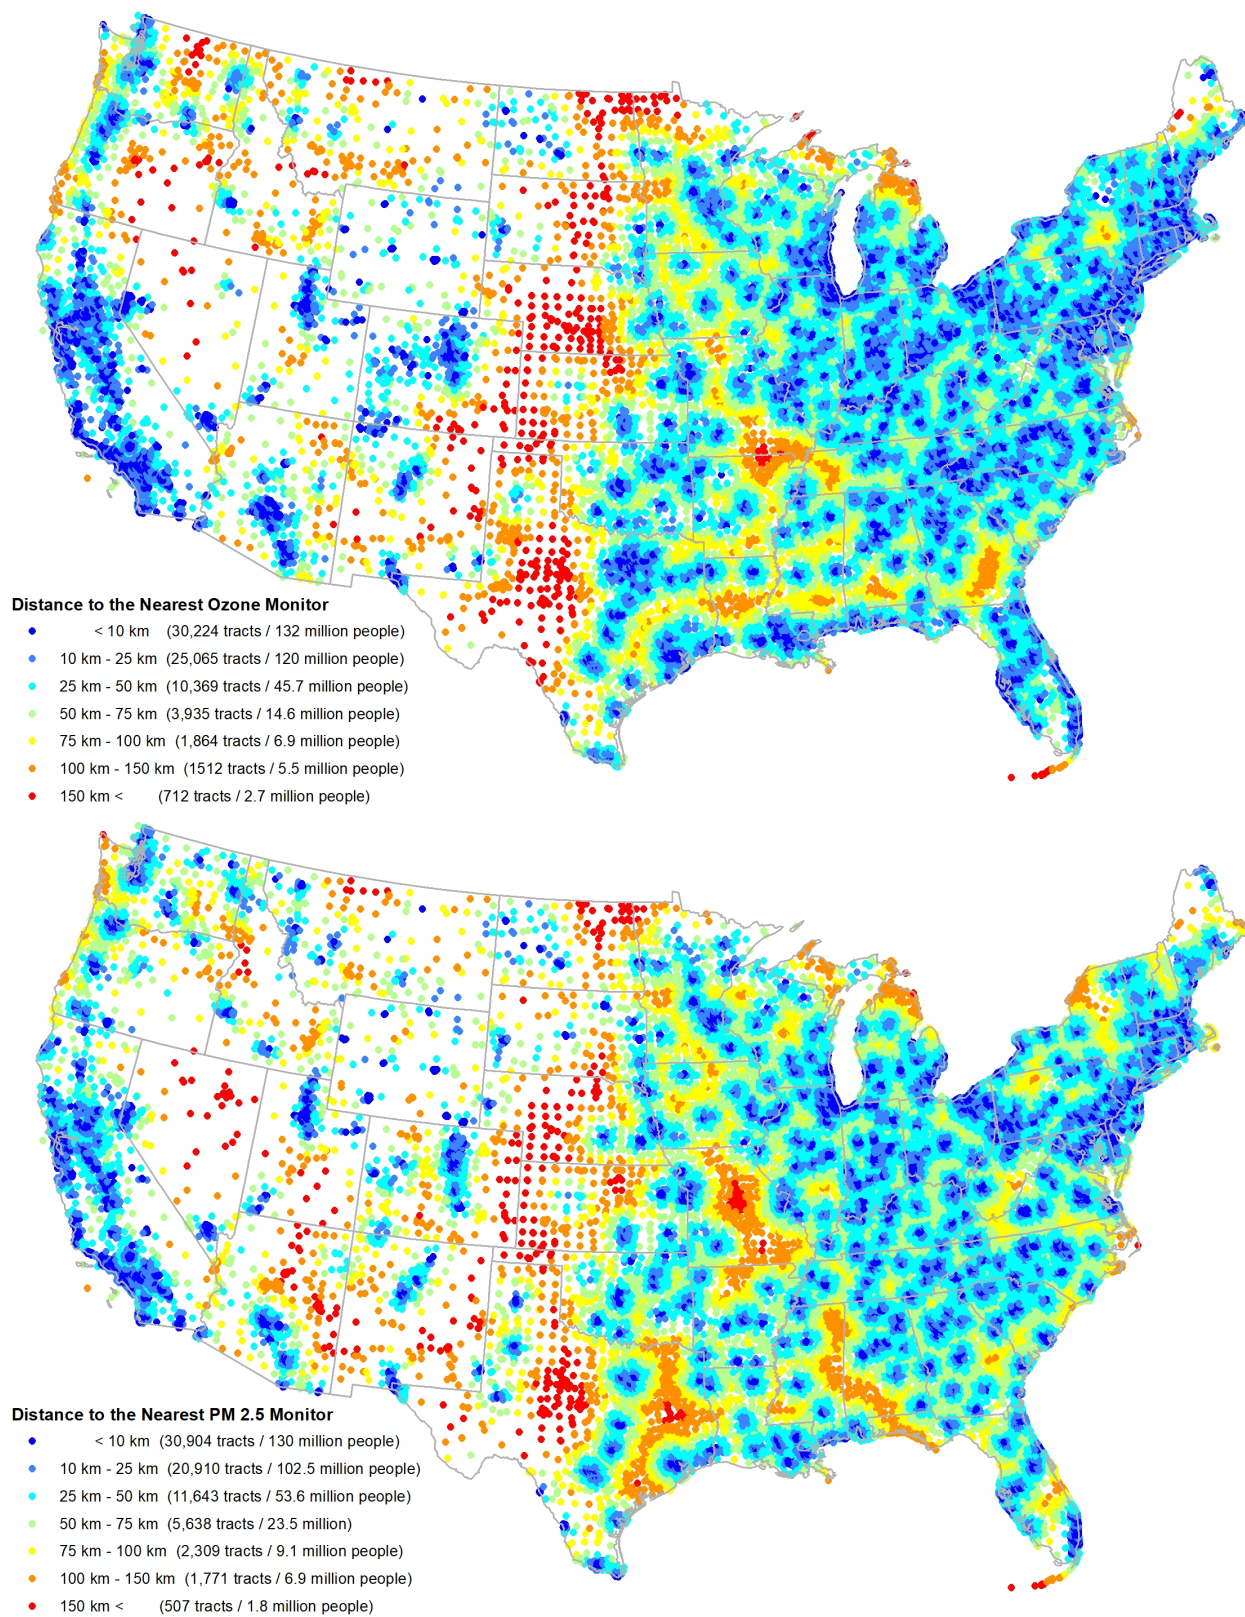 Distance to the Nearest Ozone Monitor
< 10 km (30,224 tracts / 132 million people)
10 km - 25 km (25,065 tracts / 120 million people)
25 km - 50 km (10,369 tracts / 45.7 million people)
50 km - 75 km (3,935 tracts / 14.6 million people)
75 km - 100 km (1,864 tracts / 6.9 million people)
100 km - 150 km (1512 tracts / 5.5 million people)
150 km < (712 tracts / 2.7 million people)
Distance to the Nearest PM 2.5 Monitor
< 10 km (30,904 tracts / 130 million people)
10 km - 25 km (20,910 tracts / 102.5 million people)
25 km - 50 km (11,643 tracts / 53.6 million people)
50 km - 75 km (5,638 tracts / 23.5 million)
75 km - 100 km (2,309 tracts / 9.1 million people)
100 km - 150 km (1,771 tracts / 6.9 million people)
150 km < (507 tracts / 1.8 million people)